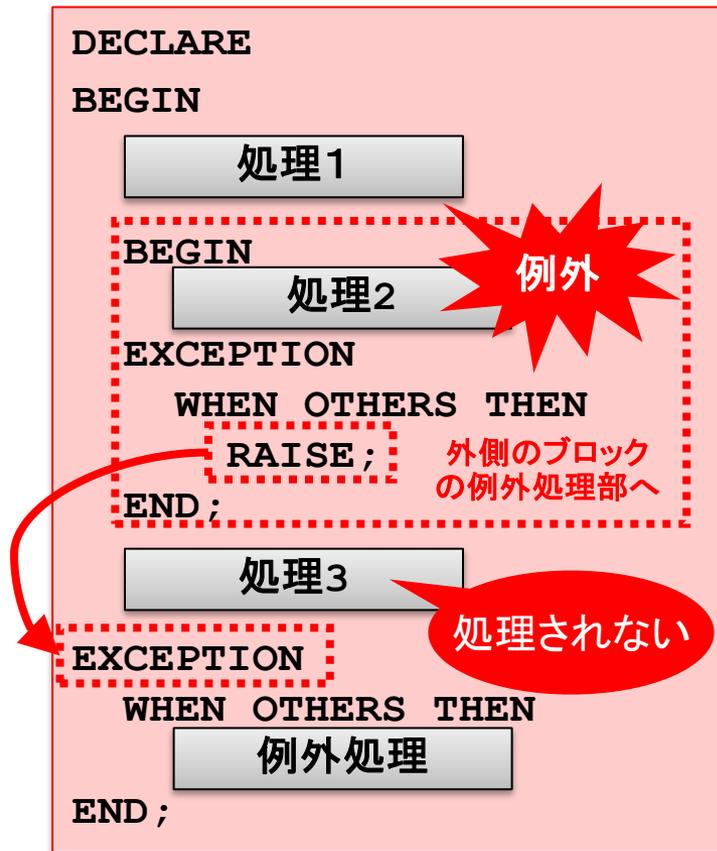 DECLARE
BEGIN
処理1
BEGIN
例外
処理2
EXCEPTION
WHEN OTHERS THEN
RAISE;
外側のブロック
の例外処理部へ
END;
処理3
処理されない
EXCEPTION
WHEN OTHERS THEN
例外処理
END;